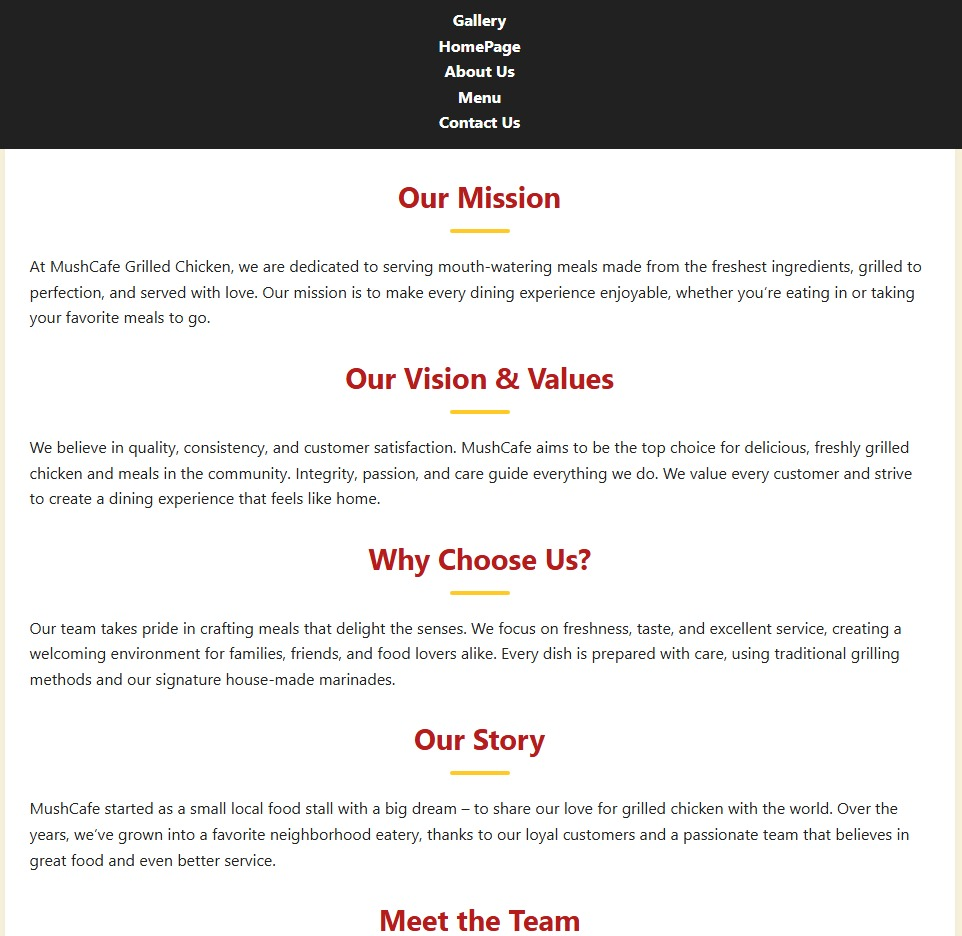 Gallery
HomePage
About Us
Menu
Contact Us
Our Mission
At MushCafe Grilled Chicken, we are dedicated to serving mouth-watering meals made from the freshest ingredients, grilled to
perfection, and served with love. Our mission is to make every dining experience enjoyable, whether you’re eating in or taking
your favorite meals to go.
Our Vision & Values
We believe in quality, consistency, and customer satisfaction. MushCafe aims to be the top choice for delicious, freshly grilled
chicken and meals in the community. Integrity, passion, and care guide everything we do. We value every customer and strive
to create a dining experience that feels like home.
Why Choose Us?
Our team takes pride in crafting meals that delight the senses. We focus on freshness, taste, and excellent service, creating a
welcoming environment for families, friends, and food lovers alike. Every dish is prepared with care, using traditional grilling
methods and our signature house-made marinades.
Our Story
MushCafe started as a small local food stall with a big dream – to share our love for grilled chicken with the world. Over the
years, we’ve grown into a favorite neighborhood eatery, thanks to our loyal customers and a passionate team that believes in
great food and even better service.
Meet the Team